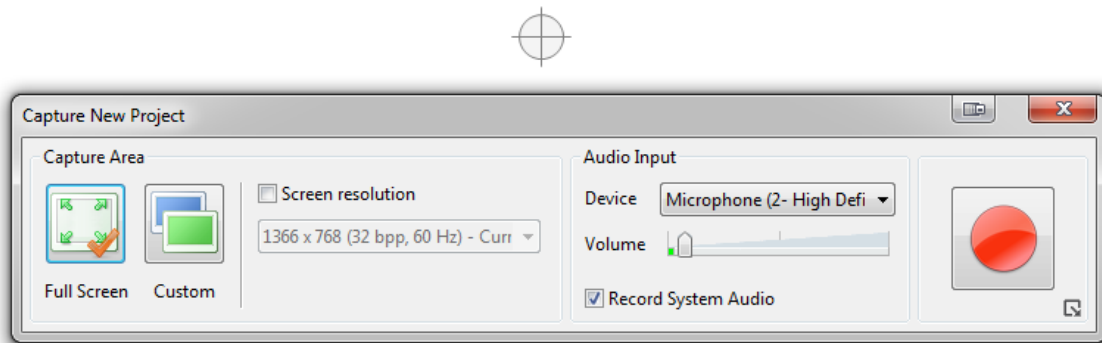 Capture New Project
Capture Area
Screen resolution
1366 x 768 (32 bpp, 60 Hz) - Curr
Full Screen
Custom
Audio Input
Device
Microphone (2- High Defi
Volume
Record System Audio